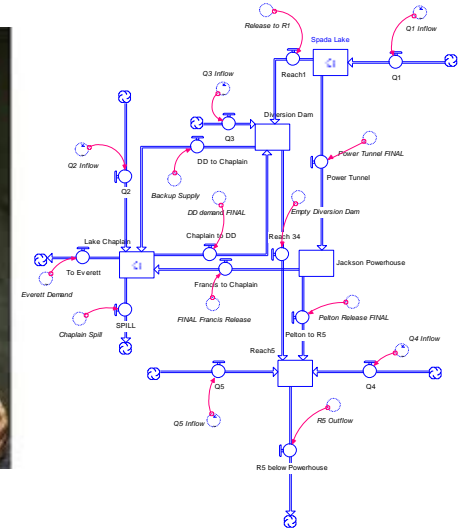 Release to R1
Spada Lake
Q1 Inflow
Reach1
Q1
Q3 Inflow
Diversion Dam
Q3
Power Tunnel FINAL
Q2 Inflow
DD to Chaplain
Power Tunnel
Backup Supply
Q2
DD demand FINAL
Empty Diversion Dam
Lake Chaplain
Chaplain to DD
Reach 34
To Everett
Jackson Powerhouse
Everett Demand
Francis to Chaplain
Chaplain Spill
FINAL Francis Release
Pelton Release FINAL
SPILL
Pelton to R5
Q4 Inflow
Reach5
Q5
Q4
Q5 Inflow
R5 Outflow
R5 below Powerhouse